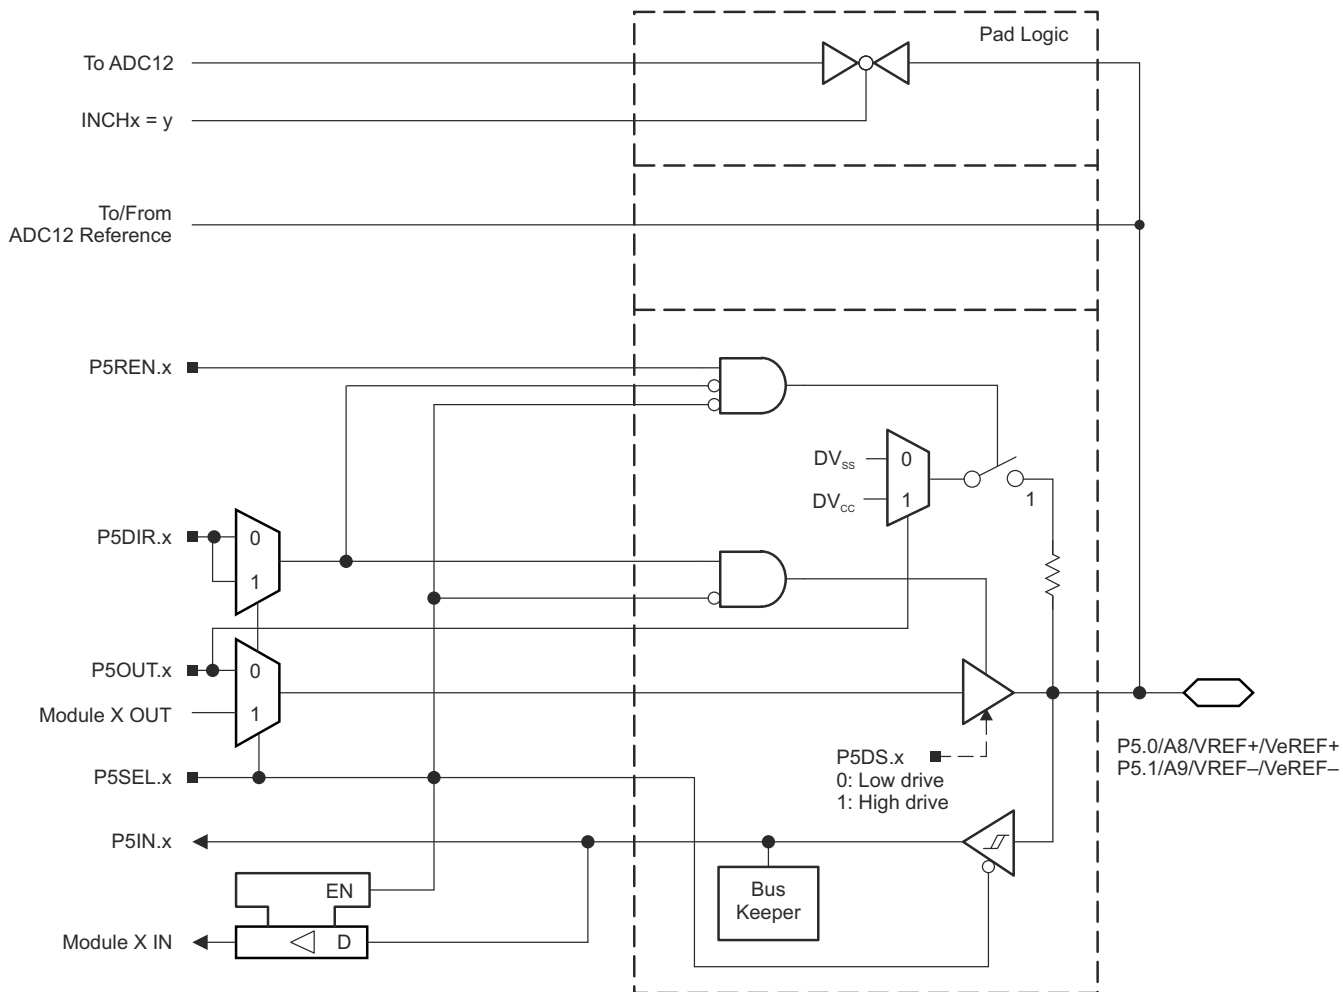 Pad Logic
To ADC12
INCHx = y
To/From
ADC12 Reference
P5REN.x
DVSS
0
DVCC
1
1
P5DIR.x
0
1
P5OUT.x
0
Module X OUT
1
P5SEL.x
P5DS.x
0: Low drive
1: High drive
P5.0/A8/VREF+/VeREF+
P5.1/A9/VREF–/VeREF–
P5IN.x
EN
Bus
Keeper
Module X IN
D